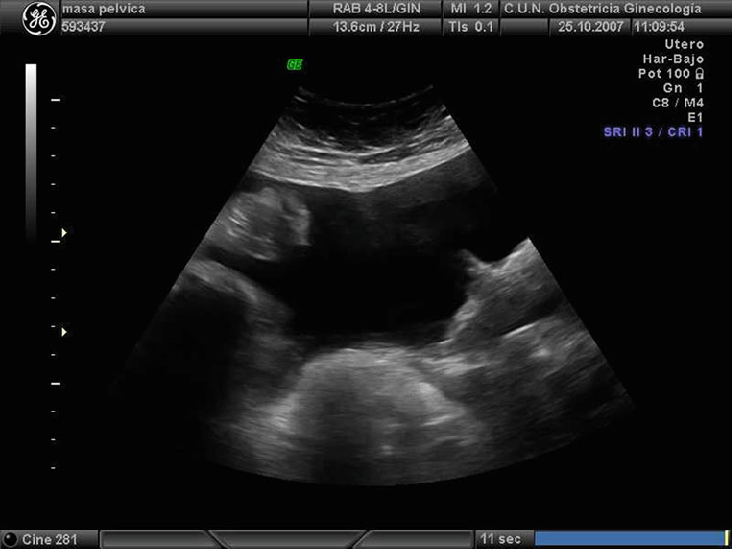 masa pelvica RAB 4-8L/GIN MI 1.2 C.U.N. Obstetricia Ginecología
593437 13.6cm / 27Hz TIs 0.1 25.10.2007 11:09:54
GE
Utero
Har-Bajo
Pot 100
Gn 1
C8 / M4
E1
SRI II 3 / CRI 1
Cine 281 11 sec